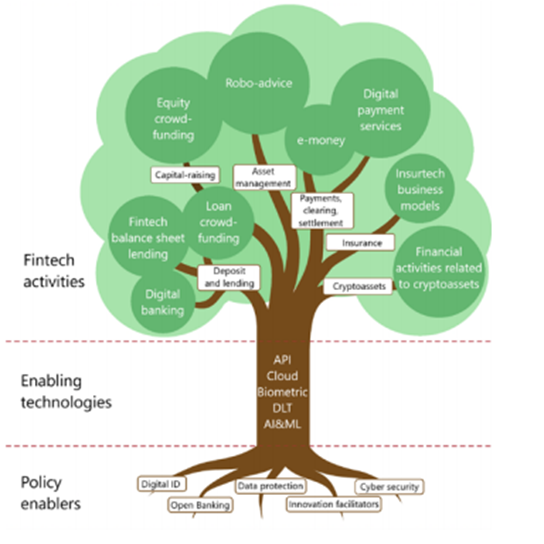 Robo-advice
Equity
crowd-
funding
Digital
payment
services
e-money
Capital-raising
Asset
management
Insurtech
business
models
Payments,
clearing,
settlement
Loan
crowd-
funding
Fintech
balance sheet
lending
Insurance
Financial
activities related
to cryptoassets
Fintech
activities
Deposit
and lending
Cryptoassets
Digital
banking
Enabling
technologies
API
Cloud
Biometric
DLT
AI&ML
Policy
enablers
Digital ID
Data protection
Cyber security
Open Banking
Innovation facilitators